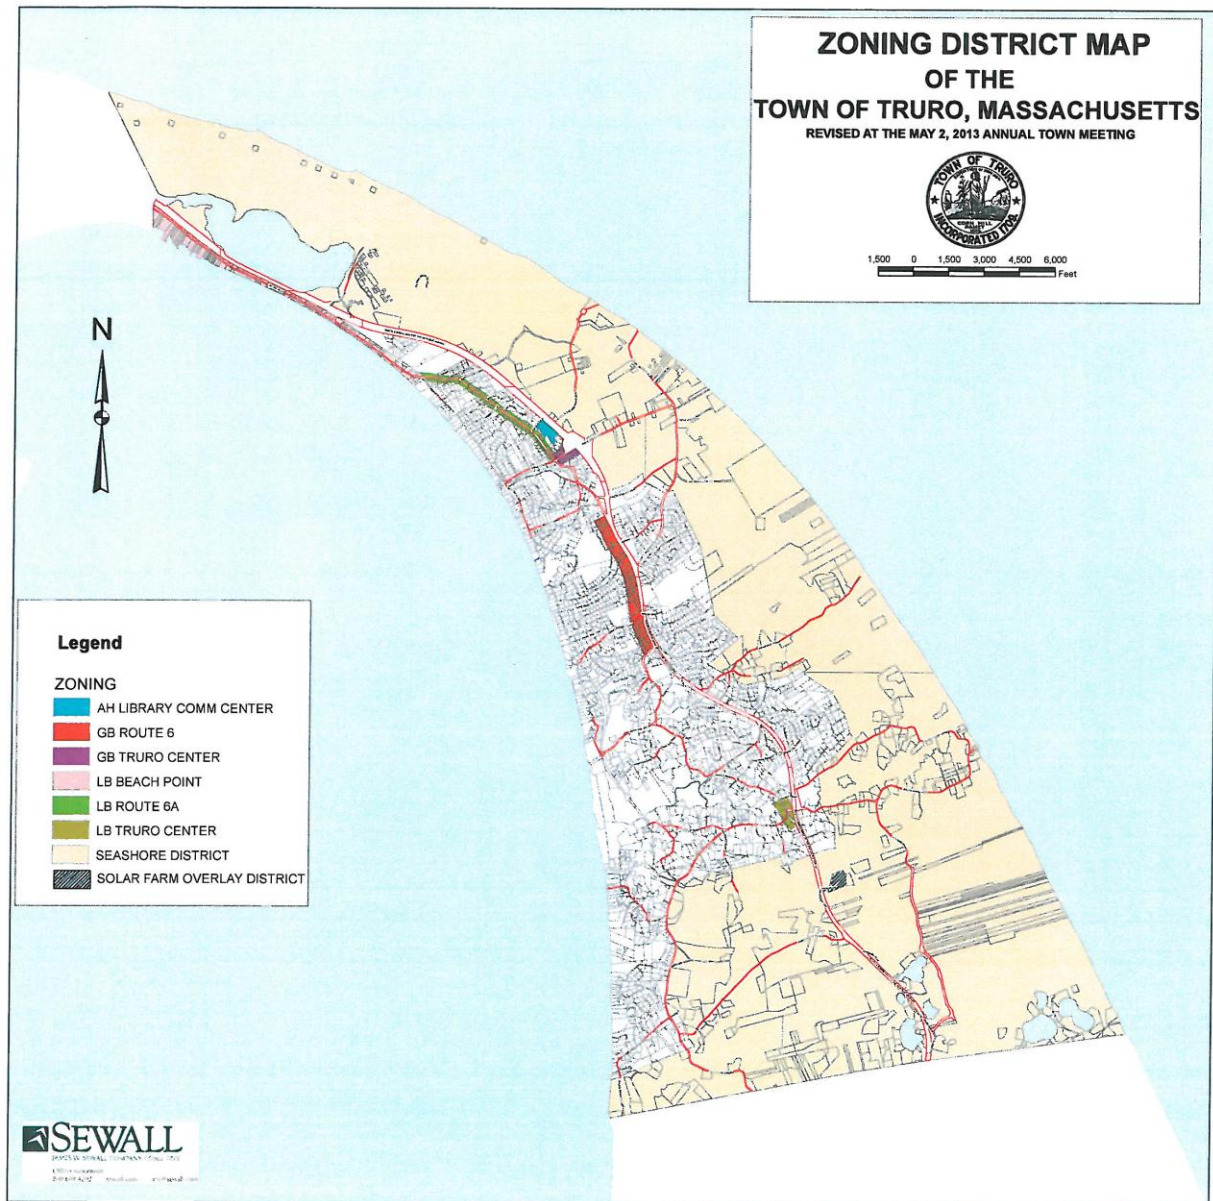 ZONING DISTRICT MAP
OF THE
TOWN OF TRURO, MASSACHUSETTS
REVISED AT THE MAY 2, 2013 ANNUAL TOWN MEETING
TOWN OF TRURO
INCORPORATED 1709
1,500 0 1,500 3,000 4,500 6,000
Feet
N
Legend
ZONING
AH LIBRARY COMM CENTER
GB ROUTE 6
GB TRURO CENTER
LB BEACH POINT
LB ROUTE 6A
LB TRURO CENTER
SEASHORE DISTRICT
SOLAR FARM OVERLAY DISTRICT
SEWALL